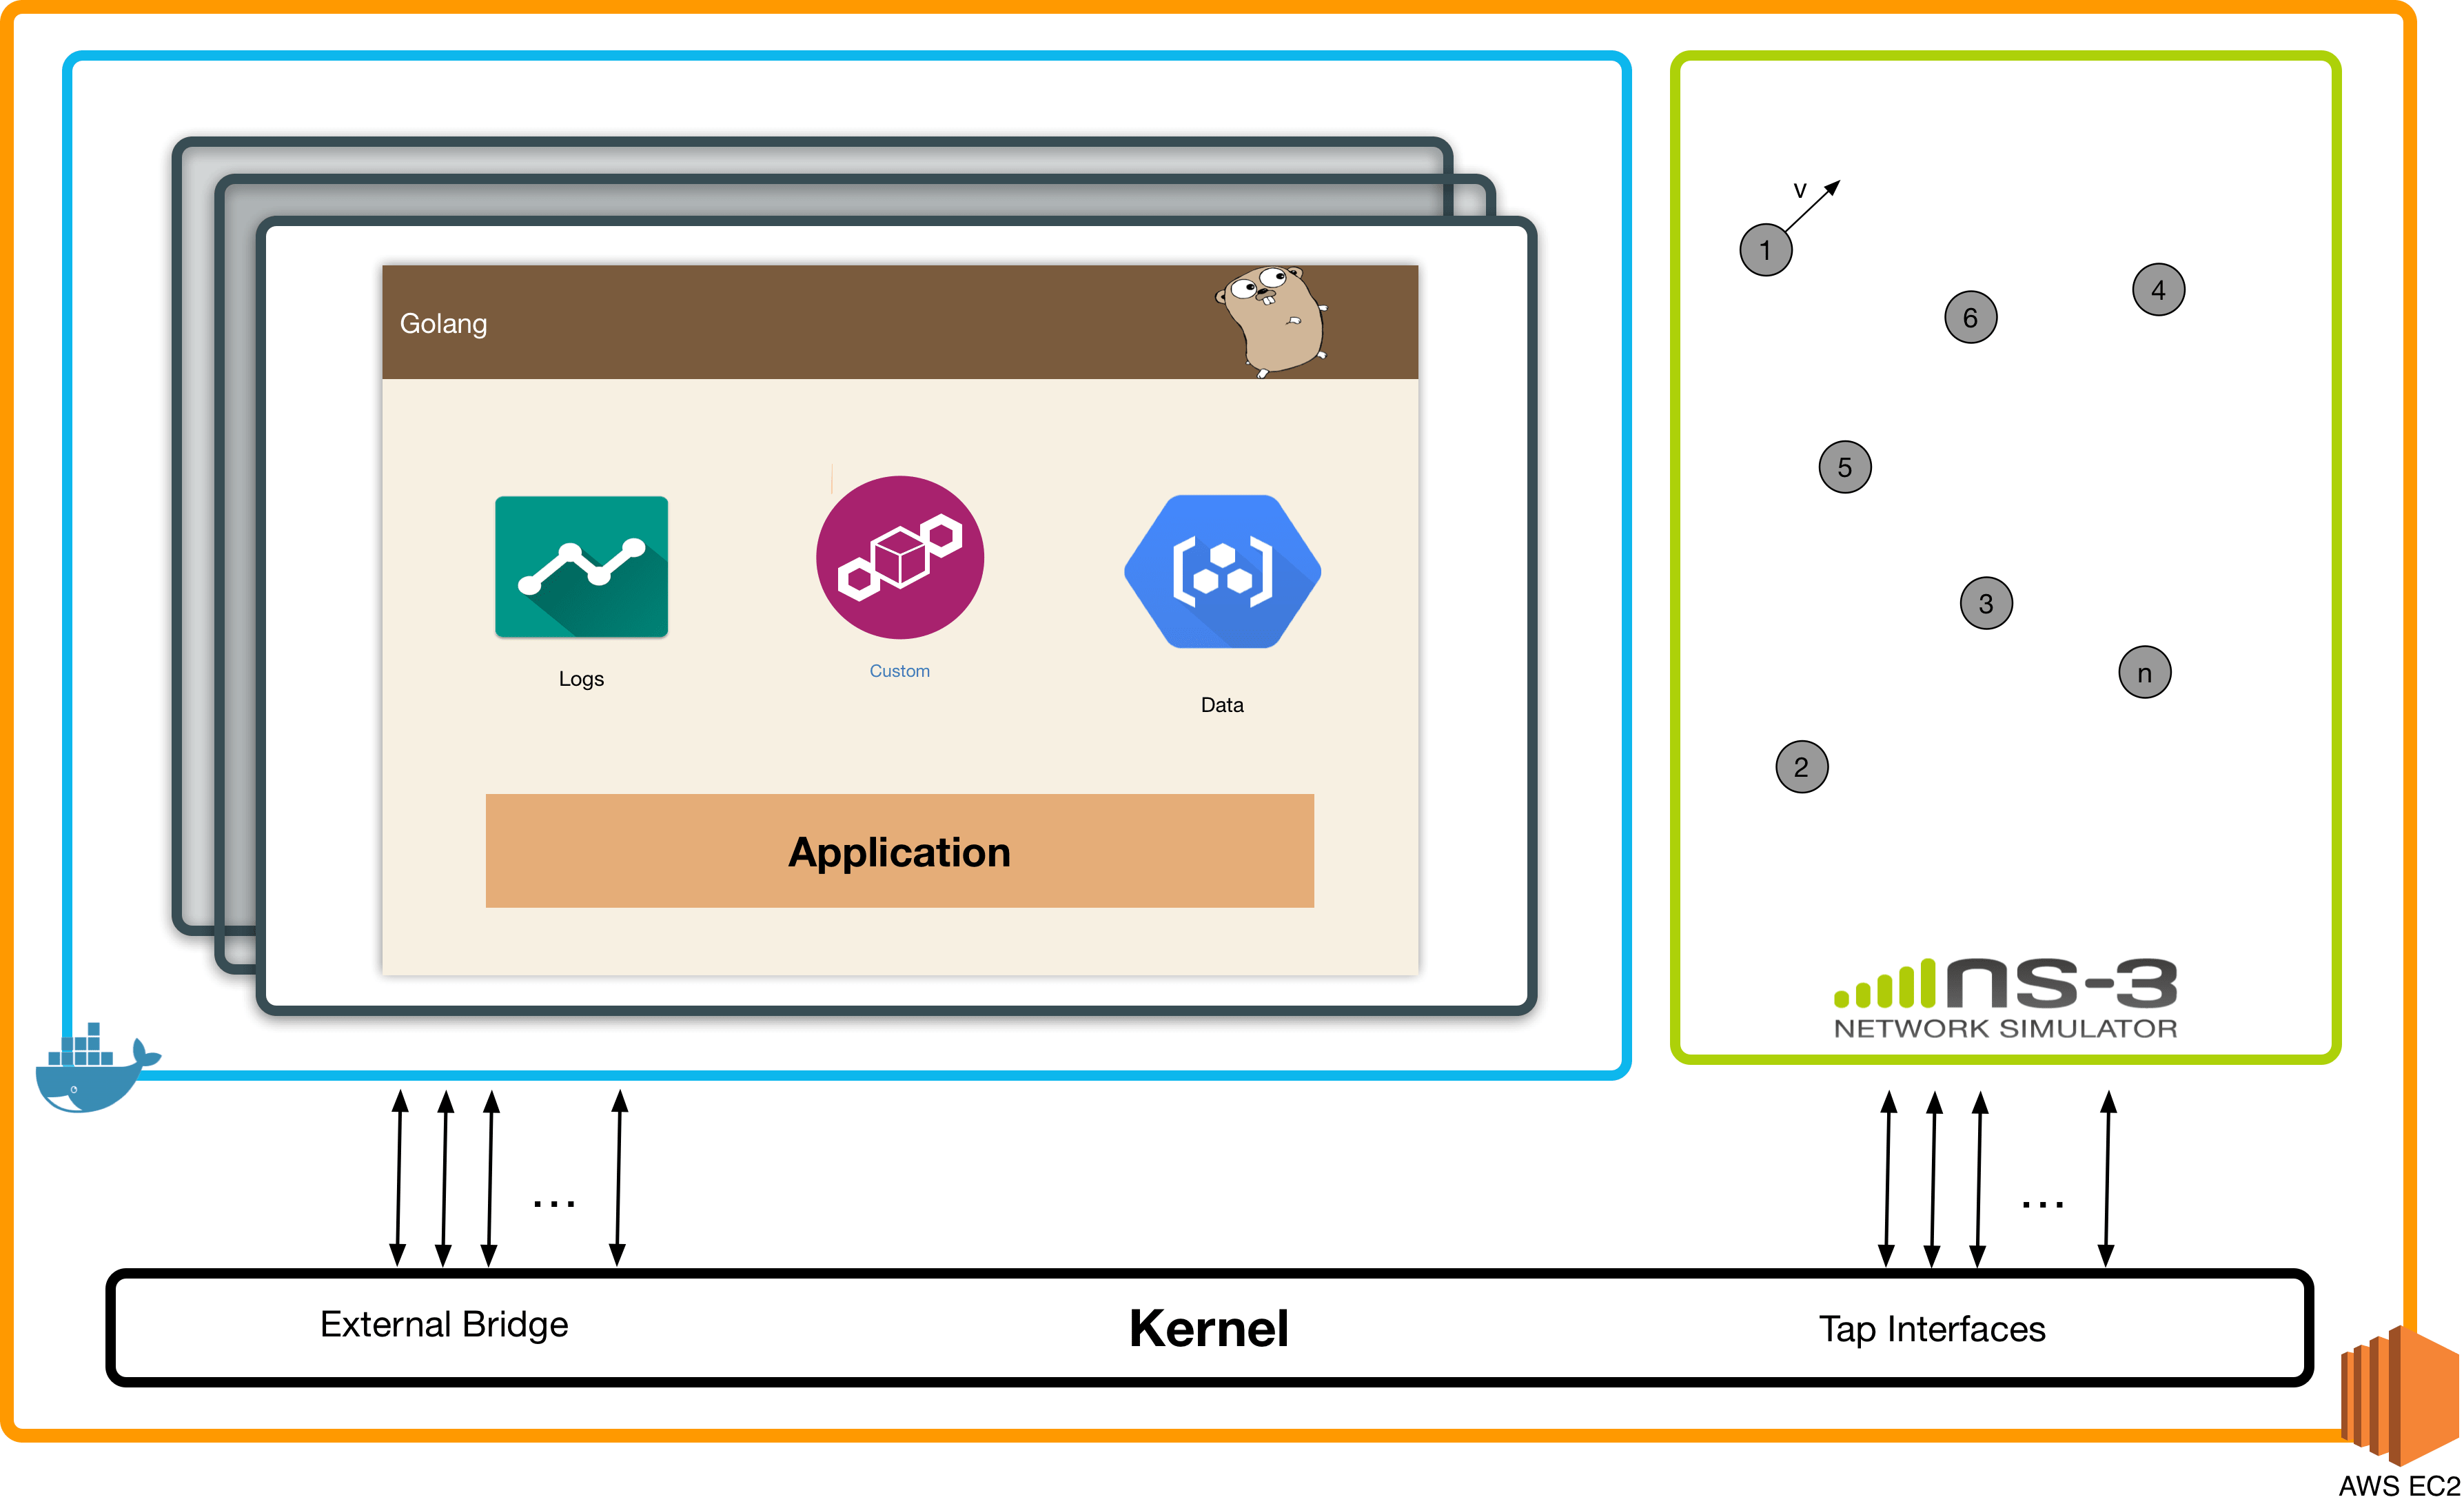 Golang
Logs
Custom
Data
Application
v
1
6
4
5
3
n
2
ns-3
NETWORK SIMULATOR
...
...
External Bridge
Kernel
Tap Interfaces
AWS EC2